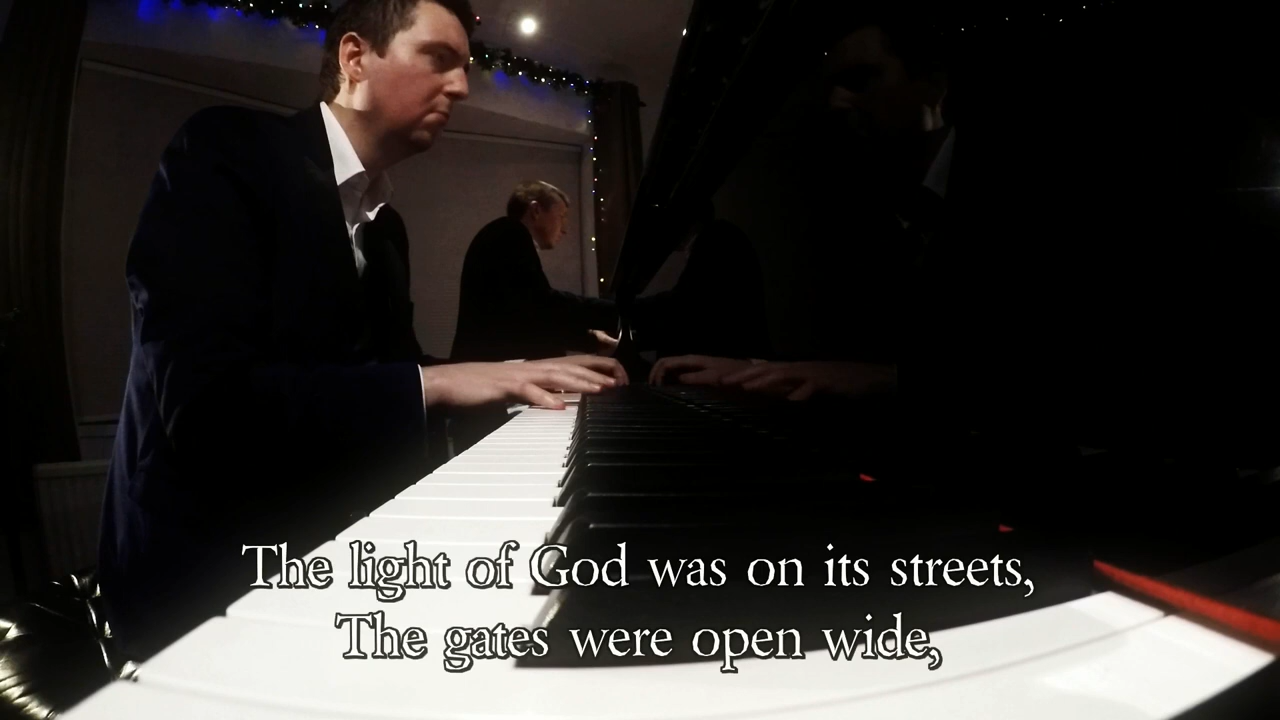 The light of God was on its streets,
The gates were open wide,